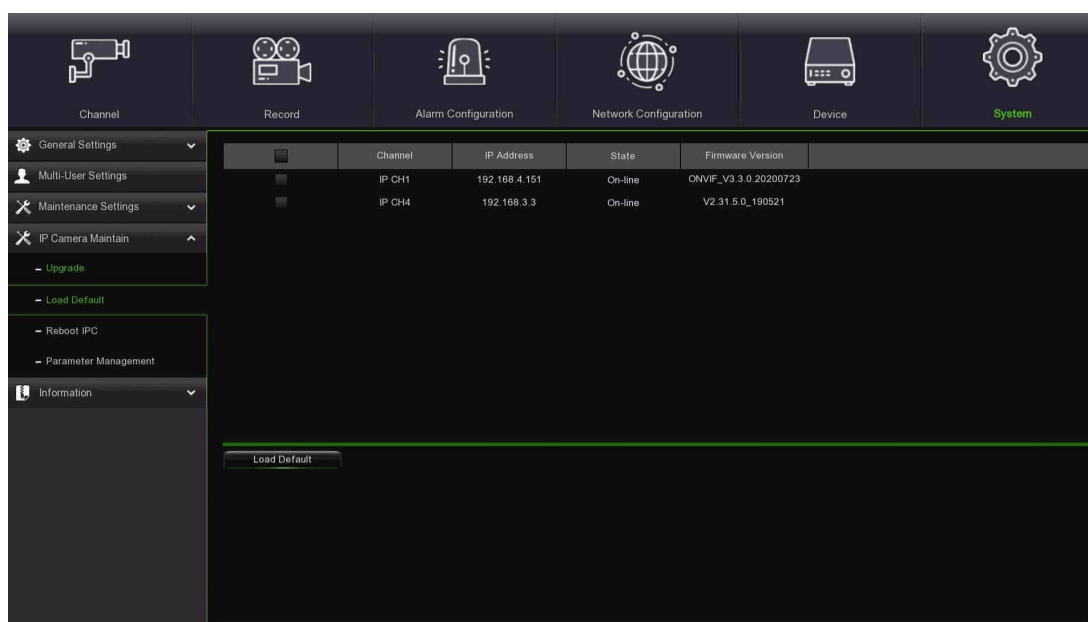 Channel Record Alarm Configuration Network Configuration Device System
General Settings
Multi-User Settings
Maintenance Settings
IP Camera Maintain
Upgrade
Load Default
Reboot IPC
Parameter Management
Information
Channel IP Address State Firmware Version
IP CH1 192.168.4.151 On-line ONVIF_V3.3.0.20200723
IP CH4 192.168.3.3 On-line V2.31.5.0_190521
Load Default